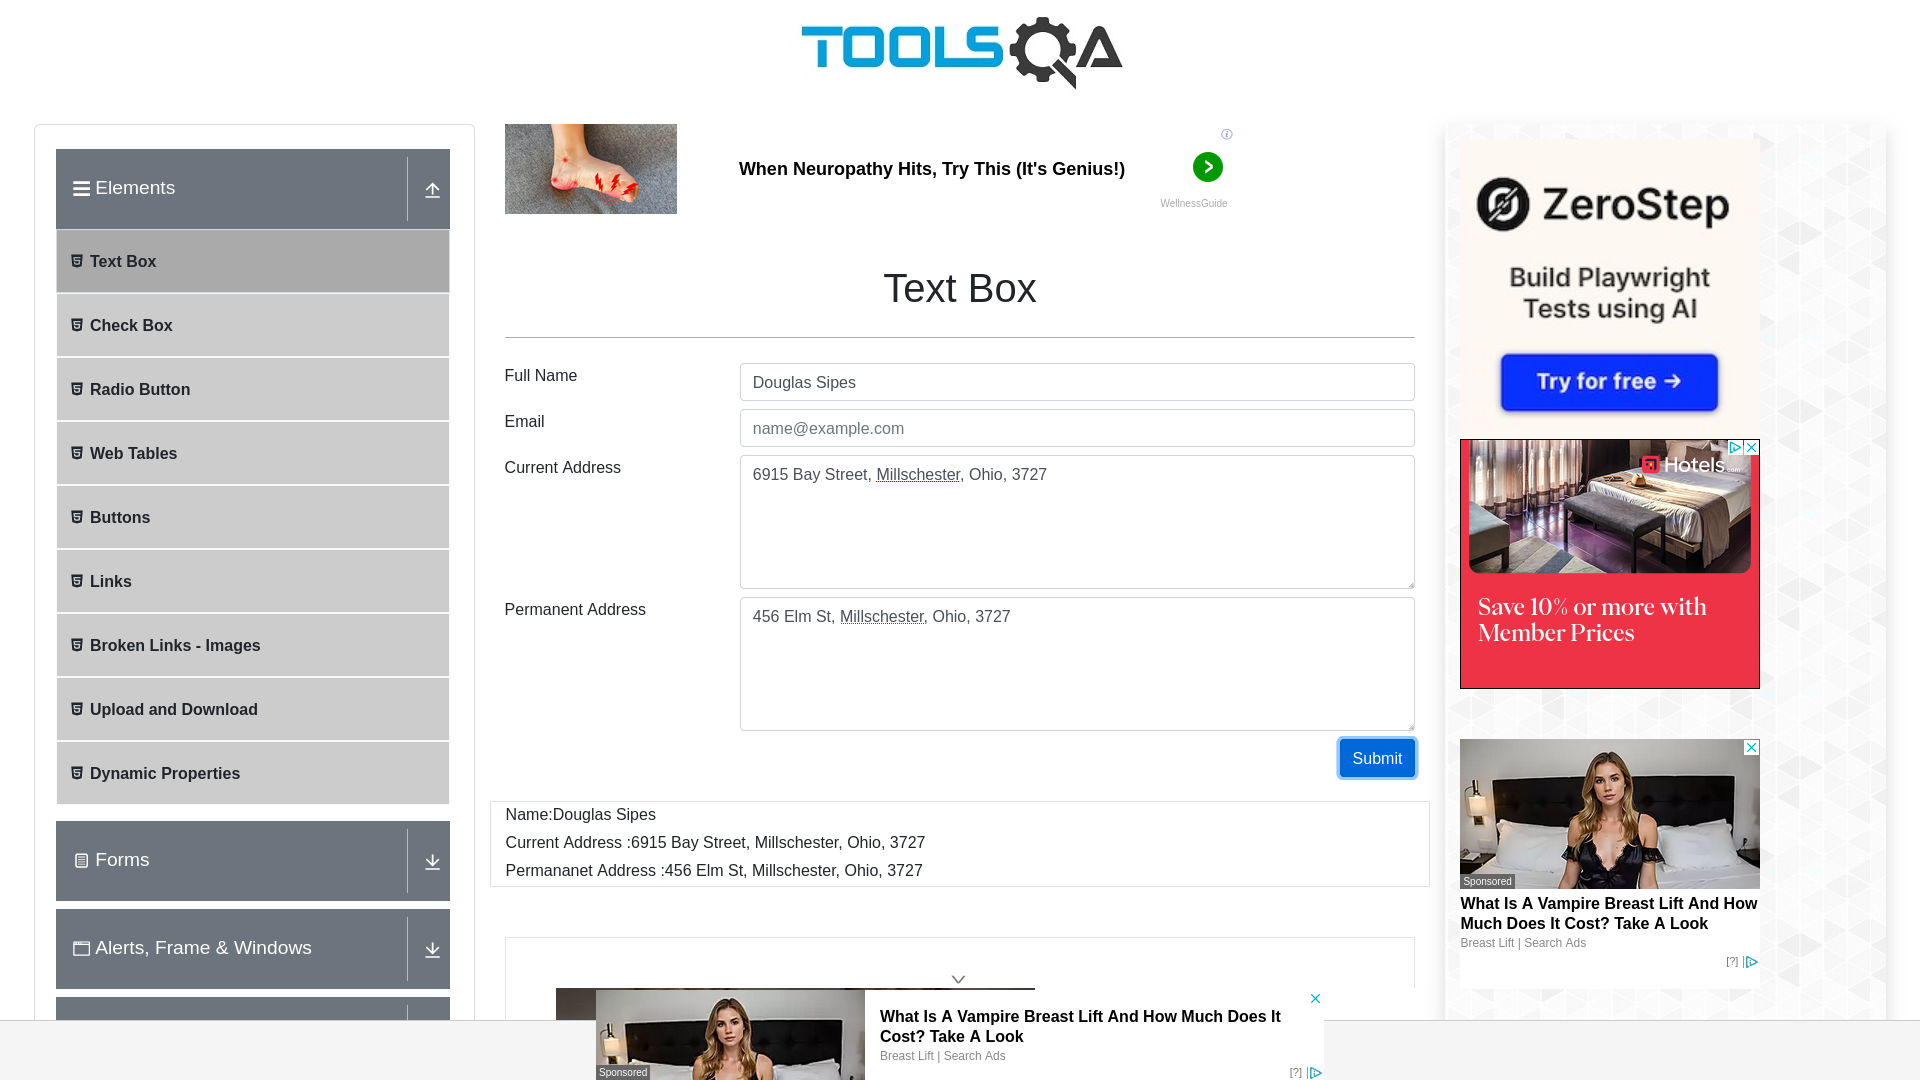 TOOLSQA
Elements
Text Box
Check Box
Radio Button
Web Tables
Buttons
Links
Broken Links - Images
Upload and Download
Dynamic Properties
Forms
Alerts, Frame & Windows
When Neuropathy Hits, Try This (It's Genius!)
WellnessGuide
Text Box
Full Name
Douglas Sipes
Email
name@example.com
Current Address
6915 Bay Street, Millschester, Ohio, 3727
Permanent Address
456 Elm St, Millschester, Ohio, 3727
Submit
Name:Douglas Sipes
Current Address :6915 Bay Street, Millschester, Ohio, 3727
Permananet Address :456 Elm St, Millschester, Ohio, 3727
What Is A Vampire Breast Lift And How Much Does It
Cost? Take A Look
Breast Lift | Search Ads
Sponsored
[?]
ZeroStep
Build Playwright
Tests using AI
Try for free →
Hotels.com
Save 10% or more with
Member Prices
Sponsored
What Is A Vampire Breast Lift And How
Much Does It Cost? Take A Look
Breast Lift | Search Ads
[?]